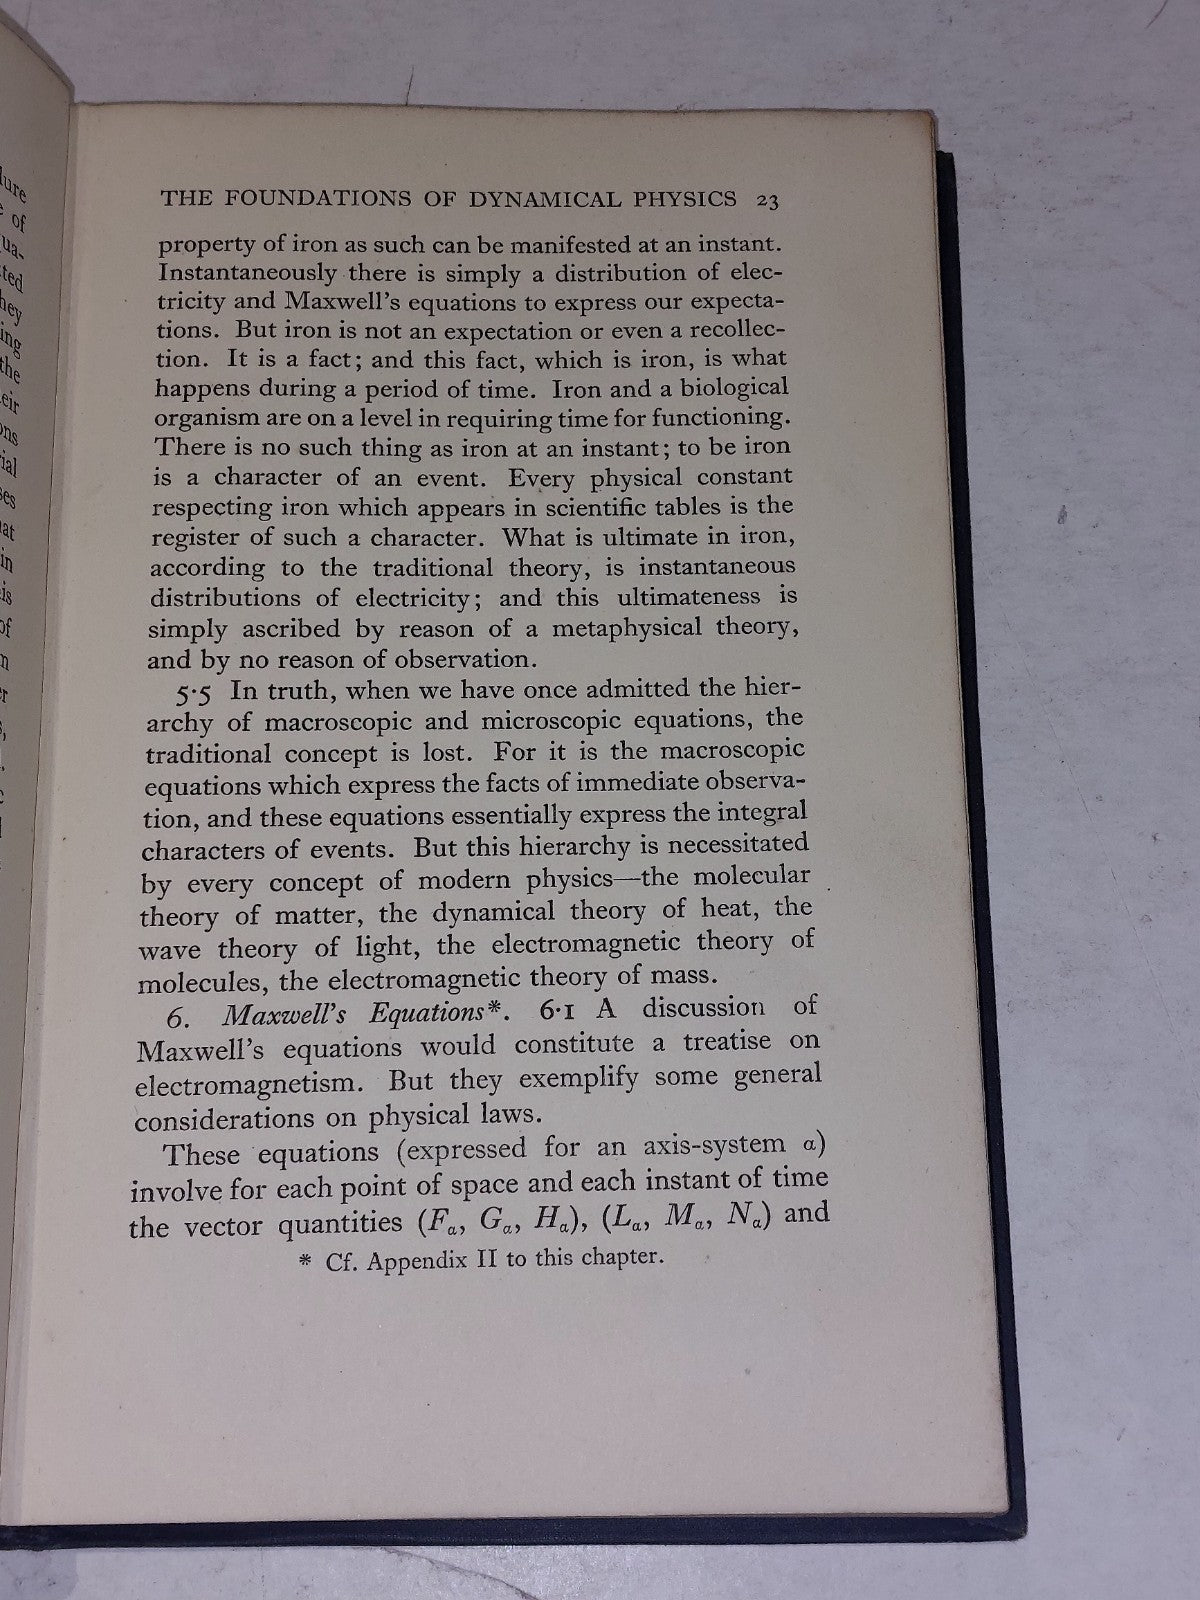 THE FOUNDATIONS OF DYNAMICAL PHYSICS 23
property of iron as such can be manifested at an instant.
Instantaneously there is simply a distribution of elec-
tricity and Maxwell's equations to express our expecta-
tions. But iron is not an expectation or even a recollec-
tion. It is a fact; and this fact, which is iron, is what
happens during a period of time. Iron and a biological
organism are on a level in requiring time for functioning.
There is no such thing as iron at an instant; to be iron
is a character of an event. Every physical constant
respecting iron which appears in scientific tables is the
register of such a character. What is ultimate in iron,
according to the traditional theory, is instantaneous
distributions of electricity; and this ultimateness is
simply ascribed by reason of a metaphysical theory,
and by no reason of observation.
5·5 In truth, when we have once admitted the hier-
archy of macroscopic and microscopic equations, the
traditional concept is lost. For it is the macroscopic
equations which express the facts of immediate observa-
tion, and these equations essentially express the integral
characters of events. But this hierarchy is necessitated
by every concept of modern physics—the molecular
theory of matter, the dynamical theory of heat, the
wave theory of light, the electromagnetic theory of
molecules, the electromagnetic theory of mass.
6. Maxwell's Equations*. 6·1 A discussion of
Maxwell's equations would constitute a treatise on
electromagnetism. But they exemplify some general
considerations on physical laws.
These equations (expressed for an axis-system α)
involve for each point of space and each instant of time
the vector quantities (Fα, Gα, Hα), (Lα, Mα, Nα) and
* Cf. Appendix II to this chapter.